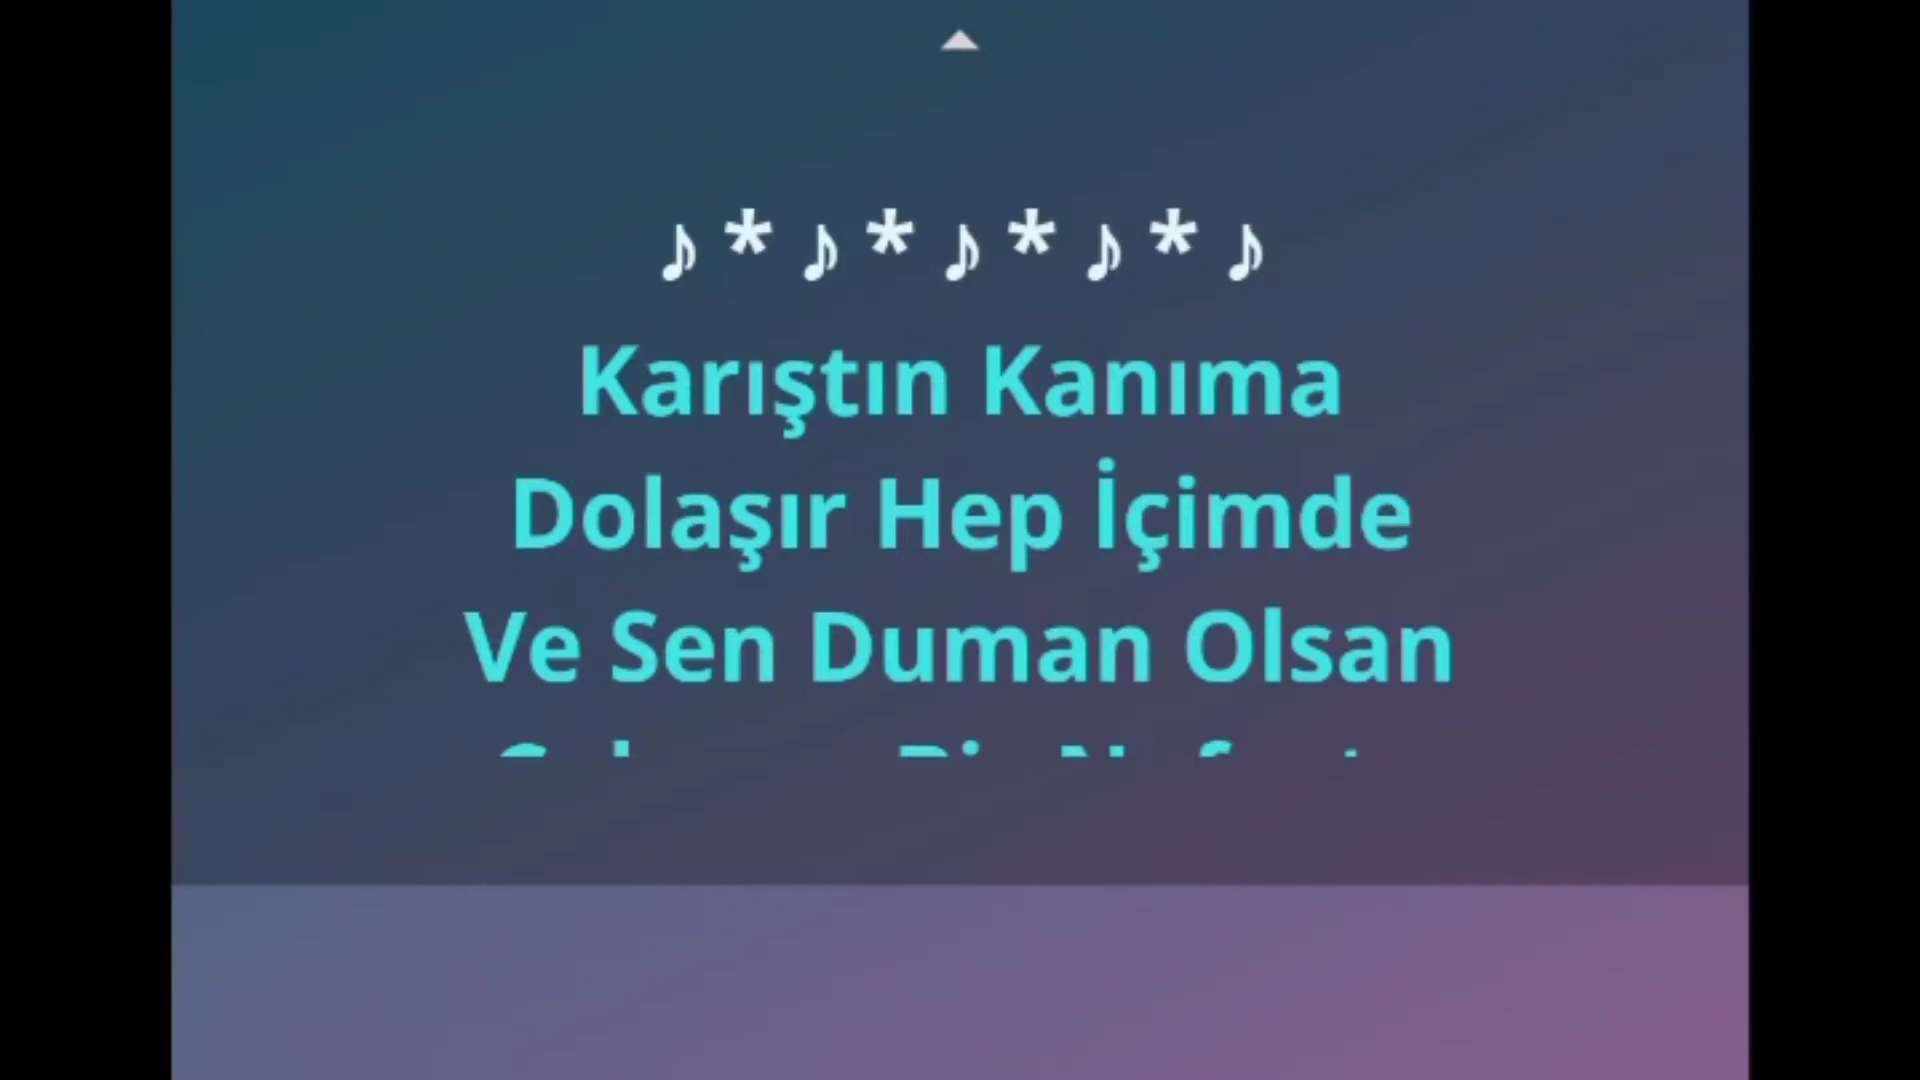 ♪ * ♪ * ♪ * ♪ * ♪
Karıştın Kanıma
Dolaşır Hep İçimde
Ve Sen Duman Olsan